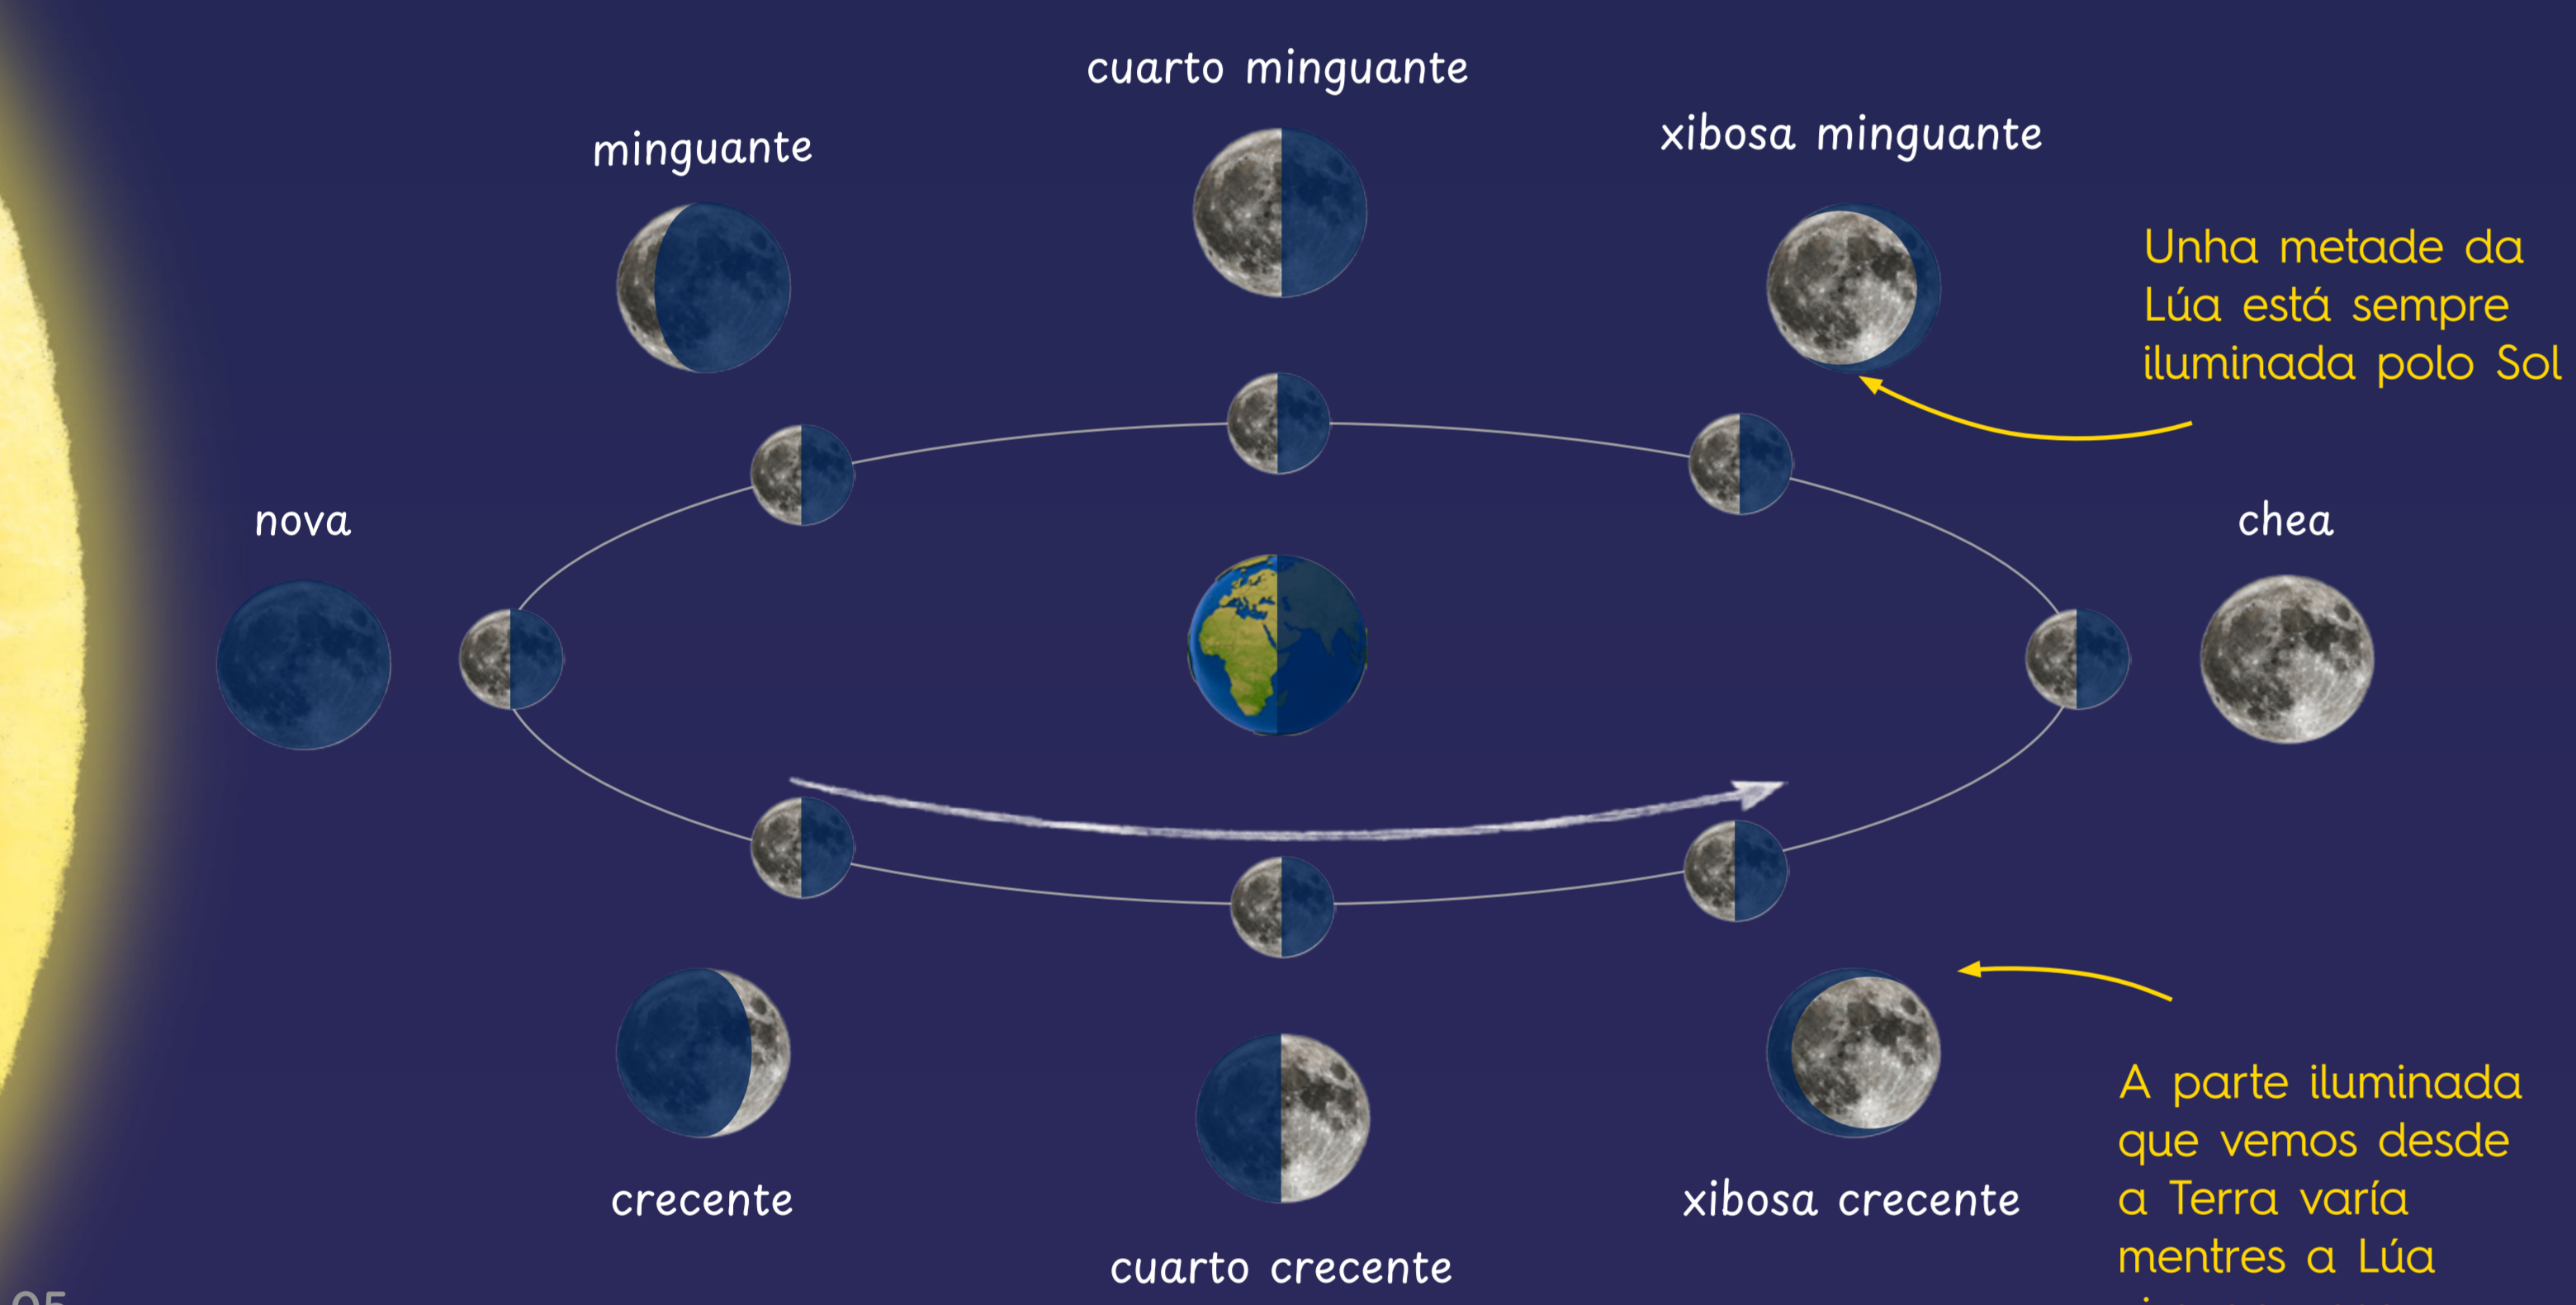 cuarto minguante
minguante
xibosa minguante
Unha metade da
Lúa está sempre
iluminada polo Sol
nova
chea
crecente
cuarto crecente
xibosa crecente
A parte iluminada
que vemos desde
a Terra varía
mentres a Lúa